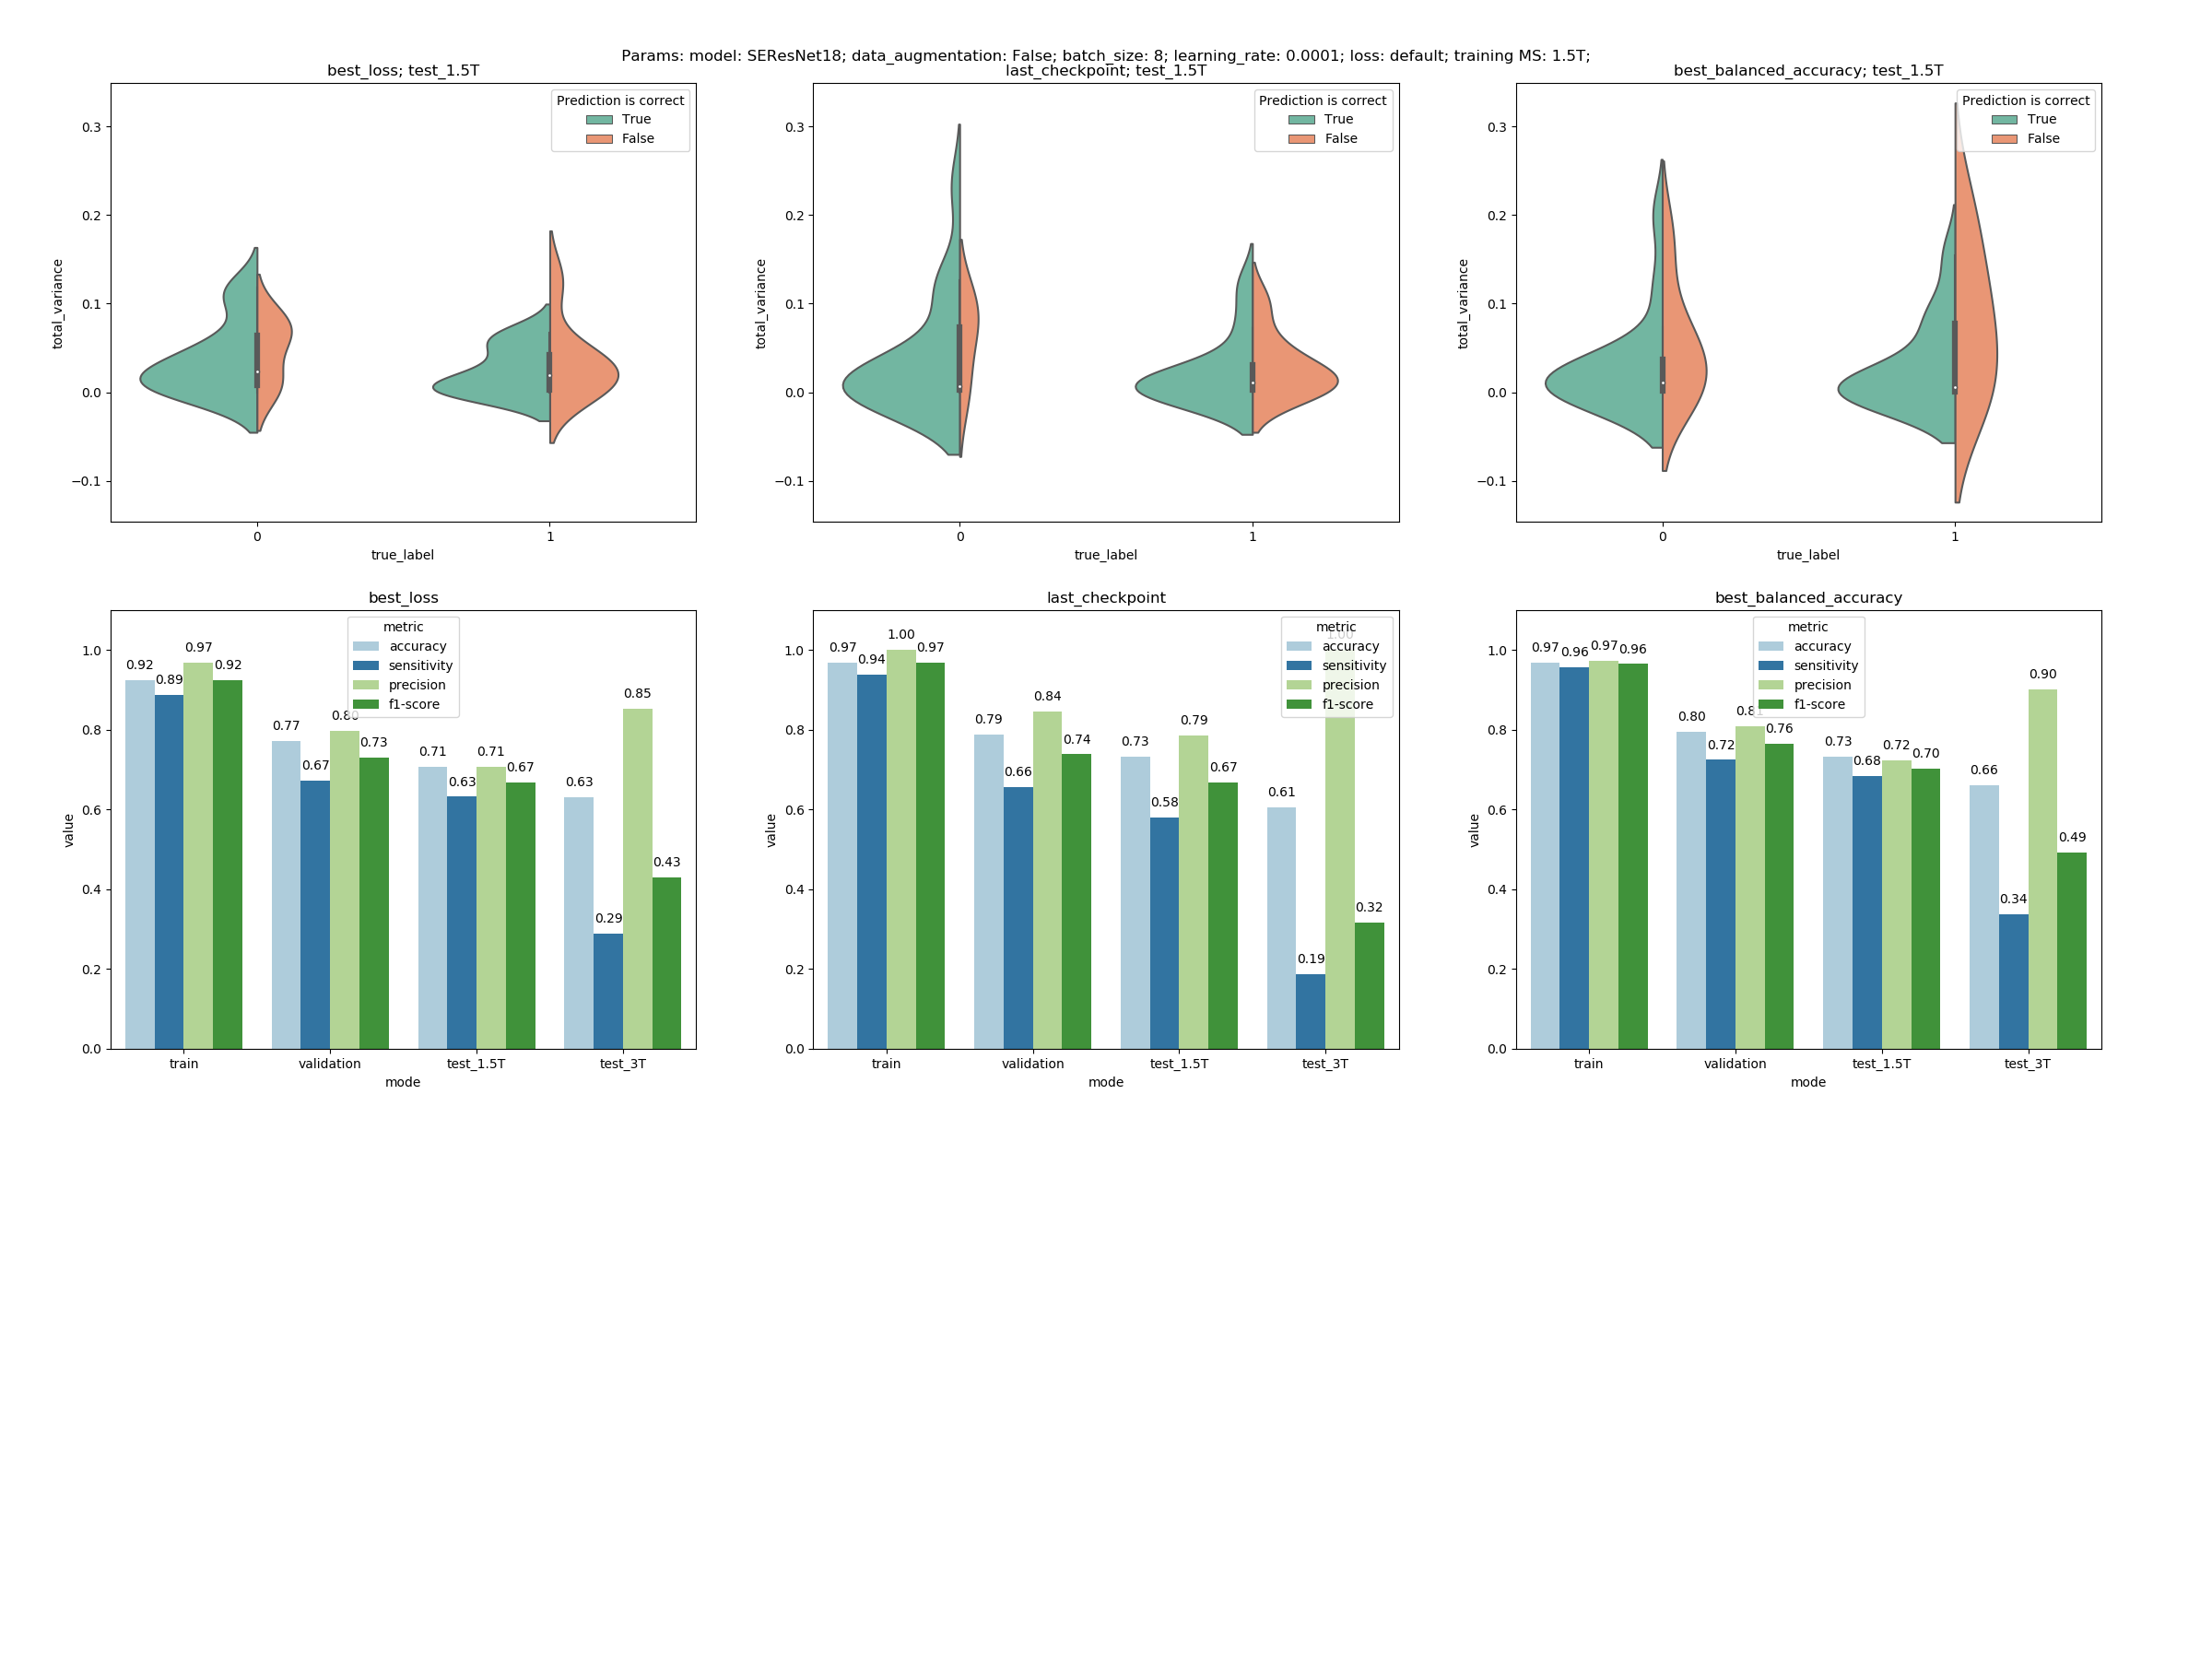 Params: model: SEResNet18; data_augmentation: False; batch_size: 8; learning_rate: 0.0001; loss: default; training MS: 1.5T;
best_loss; test_1.5T
Prediction is correct
True
False
0.3
0.2
0.1
0.0
−0.1
total_variance
0
1
true_label
last_checkpoint; test_1.5T
Prediction is correct
True
False
0.3
0.2
0.1
0.0
−0.1
total_variance
0
1
true_label
best_balanced_accuracy; test_1.5T
Prediction is correct
True
False
0.3
0.2
0.1
0.0
−0.1
total_variance
0
1
true_label
best_loss
metric
accuracy
sensitivity
precision
f1-score
1.0
0.8
0.6
0.4
0.2
0.0
value
0.92
0.89
0.97
0.92
0.77
0.67
0.80
0.73
0.71
0.63
0.71
0.67
0.63
0.29
0.85
0.43
train
validation
test_1.5T
test_3T
mode
last_checkpoint
metric
accuracy
sensitivity
precision
f1-score
1.0
0.8
0.6
0.4
0.2
0.0
value
0.97
0.94
1.00
0.97
0.79
0.66
0.84
0.74
0.73
0.58
0.79
0.67
0.61
0.19
1.00
0.32
train
validation
test_1.5T
test_3T
mode
best_balanced_accuracy
metric
accuracy
sensitivity
precision
f1-score
1.0
0.8
0.6
0.4
0.2
0.0
value
0.97
0.96
0.97
0.96
0.80
0.72
0.81
0.76
0.73
0.68
0.72
0.70
0.66
0.34
0.90
0.49
train
validation
test_1.5T
test_3T
mode